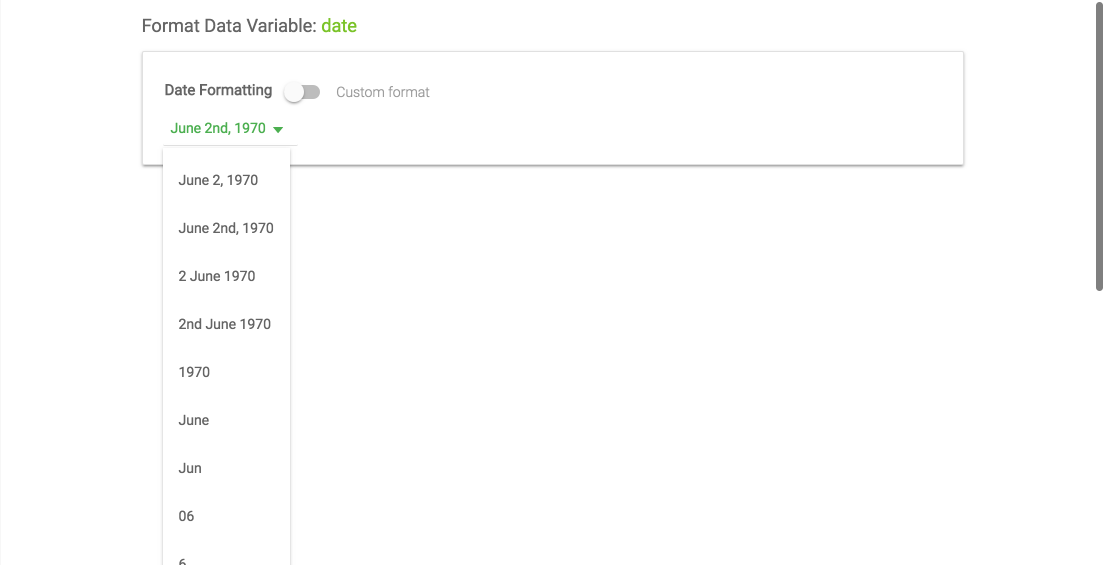 Format Data Variable: date
Date Formatting Custom format
June 2nd, 1970
June 2, 1970
June 2nd, 1970
2 June 1970
2nd June 1970
1970
June
Jun
06
6